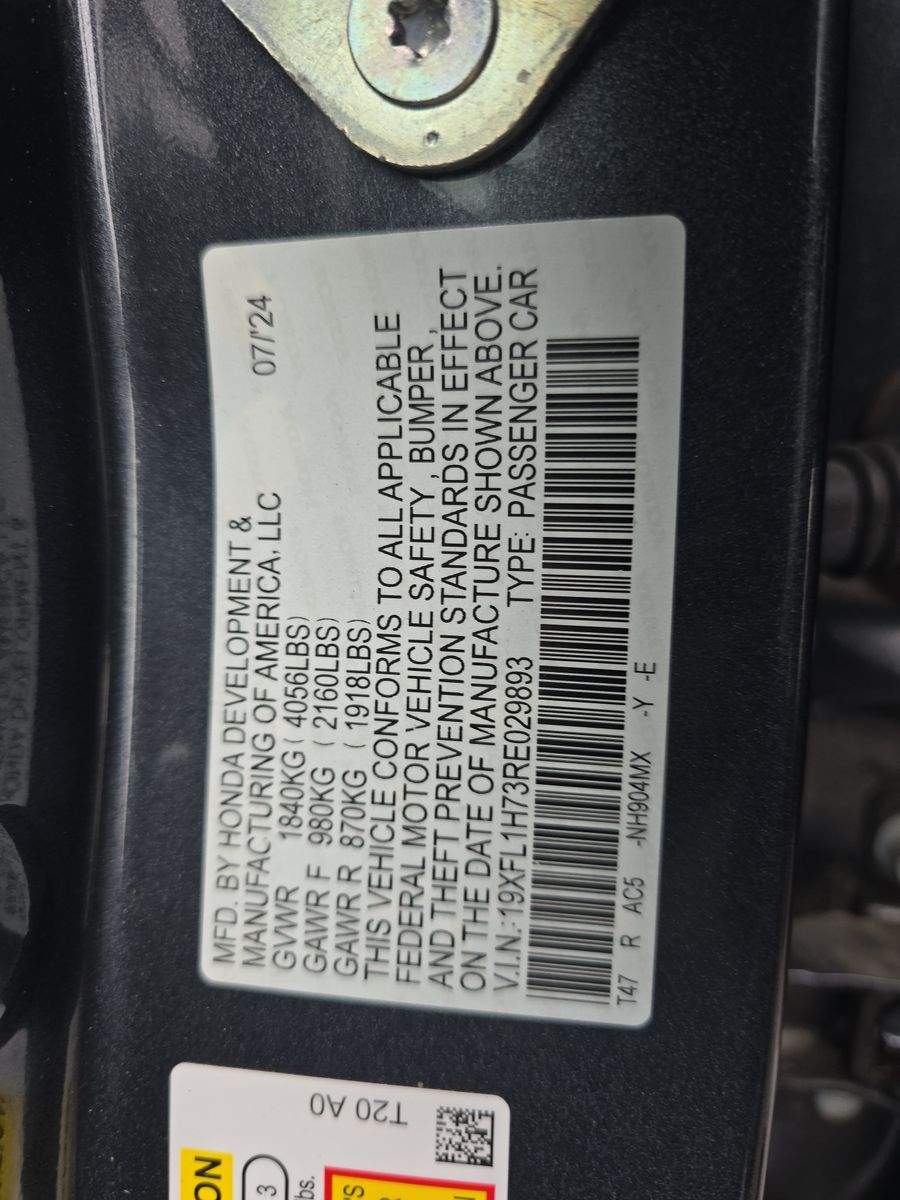 MFD. BY HONDA DEVELOPMENT &
MANUFACTURING OF AMERICA, LLC 07/'24
GVWR 1840KG ( 4056LBS)
GAWR F 980KG ( 2160LBS)
GAWR R 870KG ( 1918LBS)
THIS VEHICLE CONFORMS TO ALL APPLICABLE
FEDERAL MOTOR VEHICLE SAFETY , BUMPER ,
AND THEFT PREVENTION STANDARDS IN EFFECT
ON THE DATE OF MANUFACTURE SHOWN ABOVE.
V.I.N.: 19XFL1H73RE029893 TYPE: PASSENGER CAR
T47 R AC5 -NH904MX -Y -E
T20 A0
3